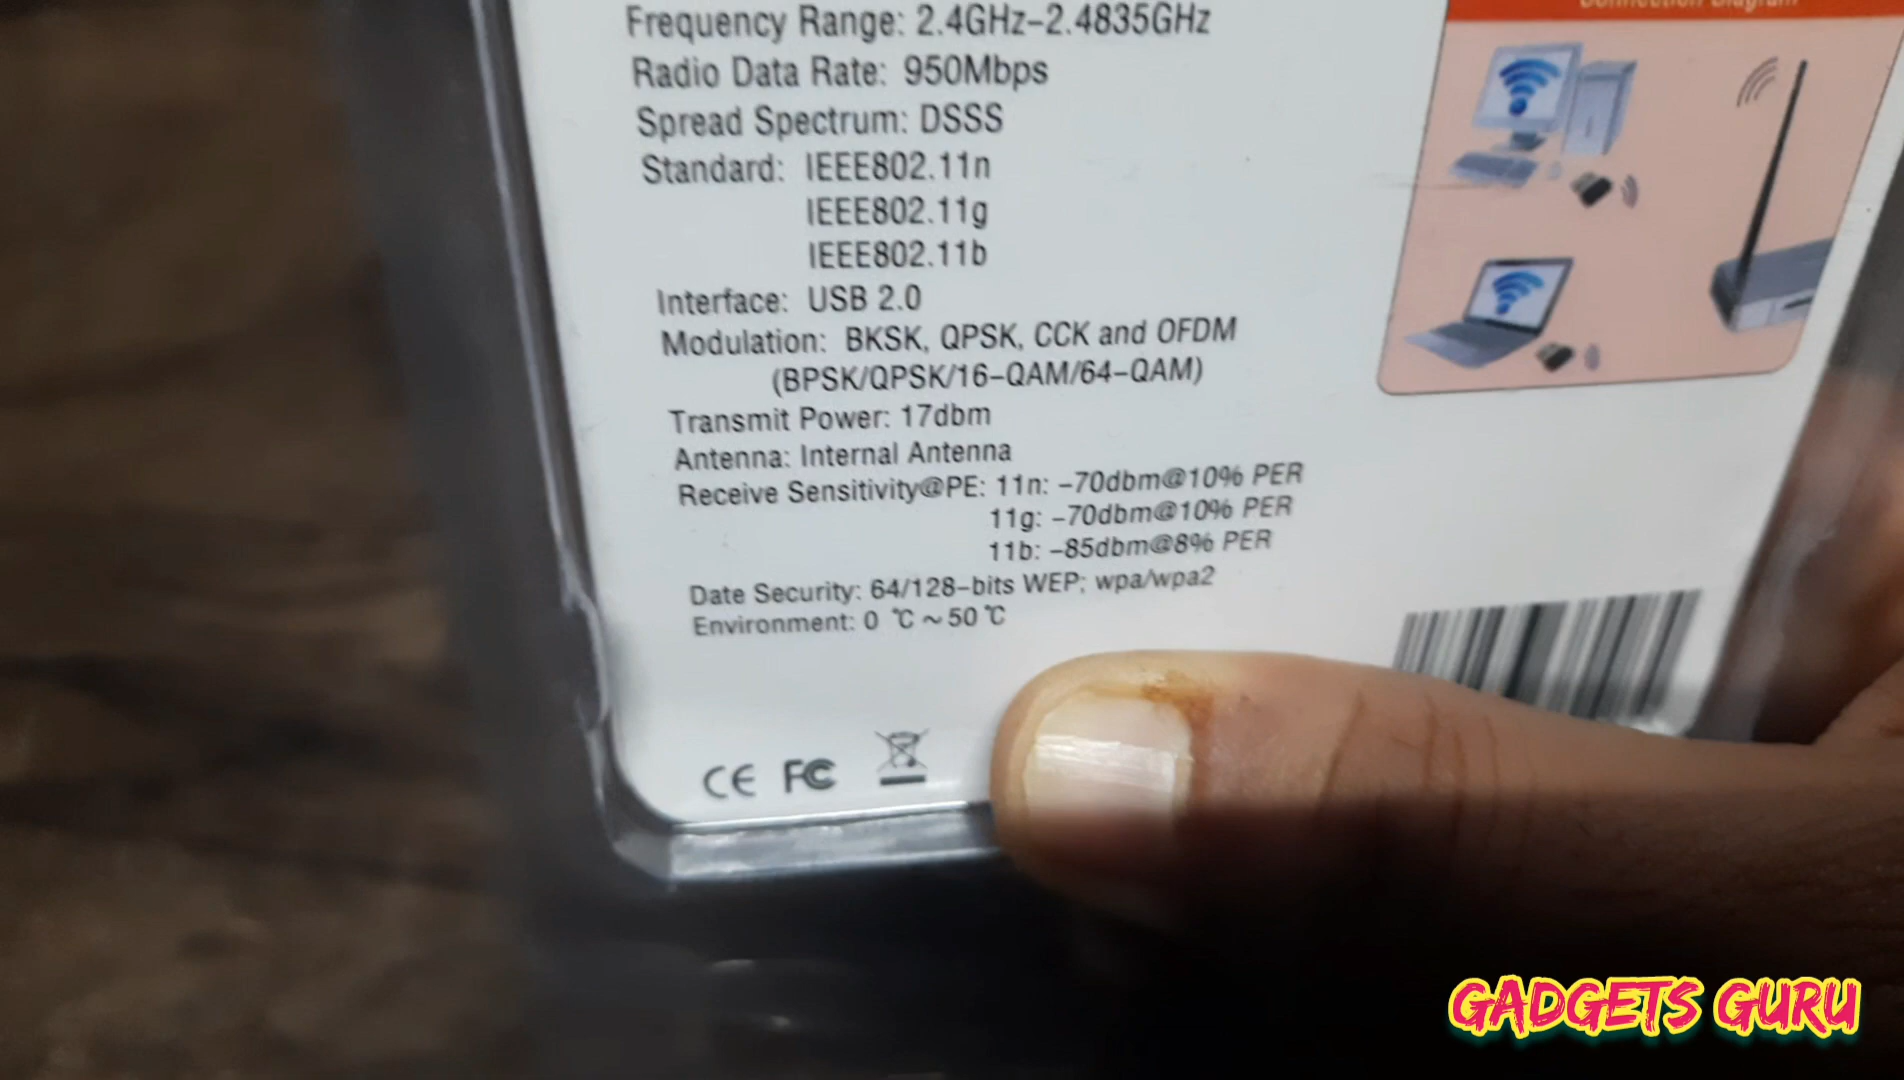 Connection Diagram
Frequency Range: 2.4GHz-2.4835GHz
Radio Data Rate: 950Mbps
Spread Spectrum: DSSS
Standard: IEEE802.11n
IEEE802.11g
IEEE802.11b
Interface: USB 2.0
Modulation: BKSK, QPSK, CCK and OFDM
(BPSK/QPSK/16-QAM/64-QAM)
Transmit Power: 17dbm
Antenna: Internal Antenna
Receive Sensitivity@PE: 11n: -70dbm@10% PER
11g: -70dbm@10% PER
11b: -85dbm@8% PER
Date Security: 64/128-bits WEP; wpa/wpa2
Environment: 0 ℃ ~ 50 ℃
CE FC
GADGETS GURU